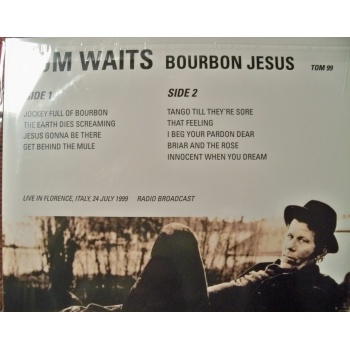 TOM WAITS BOURBON JESUS
TOM 99
SIDE 1
JOCKEY FULL OF BOURBON
THE EARTH DIES SCREAMING
JESUS GONNA BE THERE
GET BEHIND THE MULE
SIDE 2
TANGO TILL THEY'RE SORE
THAT FEELING
I BEG YOUR PARDON DEAR
BRIAR AND THE ROSE
INNOCENT WHEN YOU DREAM
LIVE IN FLORENCE, ITALY, 24 JULY 1999 RADIO BROADCAST